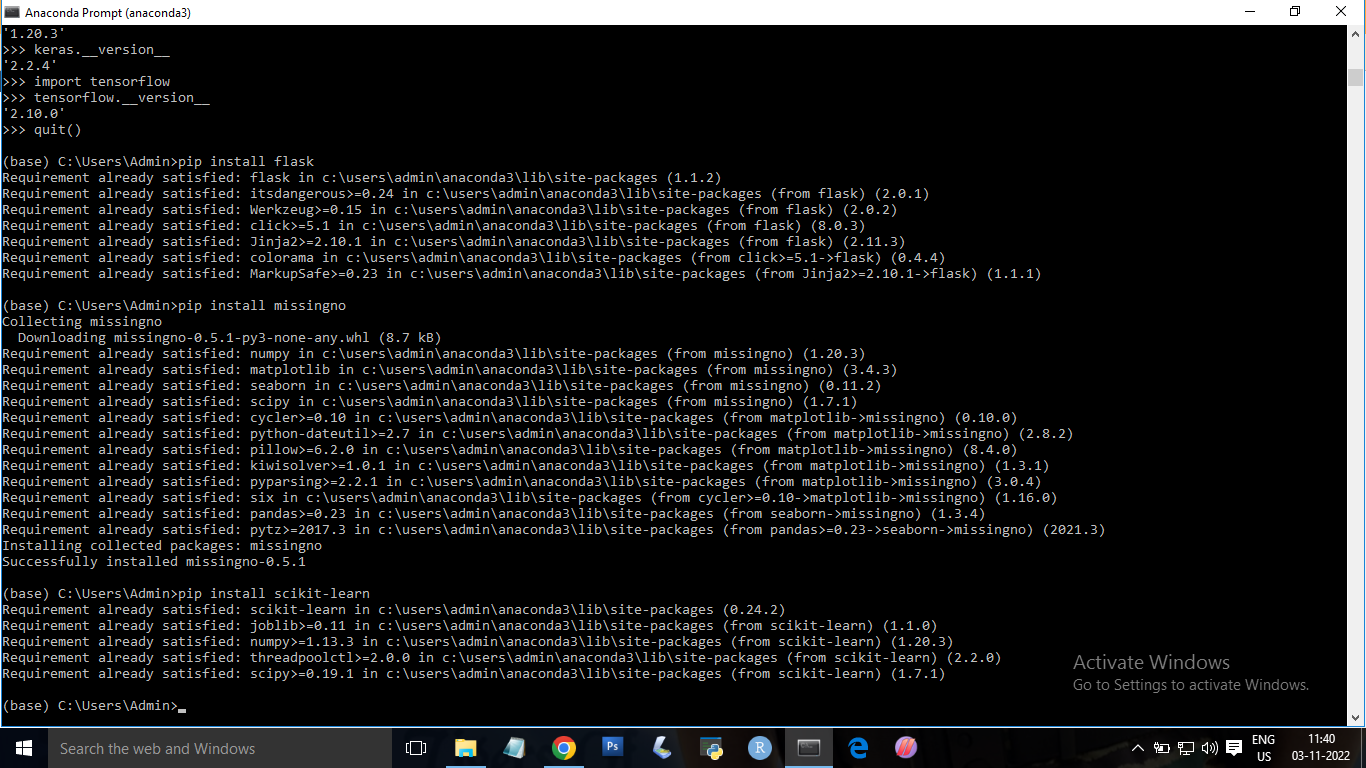 Anaconda Prompt (anaconda3)
'1.20.3'
>>> keras.__version__
'2.2.4'
>>> import tensorflow
>>> tensorflow.__version__
'2.10.0'
>>> quit()
(base) C:\Users\Admin>pip install flask
Requirement already satisfied: flask in c:\users\admin\anaconda3\lib\site-packages (1.1.2)
Requirement already satisfied: itsdangerous>=0.24 in c:\users\admin\anaconda3\lib\site-packages (from flask) (2.0.1)
Requirement already satisfied: Werkzeug>=0.15 in c:\users\admin\anaconda3\lib\site-packages (from flask) (2.0.2)
Requirement already satisfied: click>=5.1 in c:\users\admin\anaconda3\lib\site-packages (from flask) (8.0.3)
Requirement already satisfied: Jinja2>=2.10.1 in c:\users\admin\anaconda3\lib\site-packages (from flask) (2.11.3)
Requirement already satisfied: colorama in c:\users\admin\anaconda3\lib\site-packages (from click>=5.1->flask) (0.4.4)
Requirement already satisfied: MarkupSafe>=0.23 in c:\users\admin\anaconda3\lib\site-packages (from Jinja2>=2.10.1->flask) (1.1.1)
(base) C:\Users\Admin>pip install missingno
Collecting missingno
  Downloading missingno-0.5.1-py3-none-any.whl (8.7 kB)
Requirement already satisfied: numpy in c:\users\admin\anaconda3\lib\site-packages (from missingno) (1.20.3)
Requirement already satisfied: matplotlib in c:\users\admin\anaconda3\lib\site-packages (from missingno) (3.4.3)
Requirement already satisfied: seaborn in c:\users\admin\anaconda3\lib\site-packages (from missingno) (0.11.2)
Requirement already satisfied: scipy in c:\users\admin\anaconda3\lib\site-packages (from missingno) (1.7.1)
Requirement already satisfied: cycler>=0.10 in c:\users\admin\anaconda3\lib\site-packages (from matplotlib->missingno) (0.10.0)
Requirement already satisfied: python-dateutil>=2.7 in c:\users\admin\anaconda3\lib\site-packages (from matplotlib->missingno) (2.8.2)
Requirement already satisfied: pillow>=6.2.0 in c:\users\admin\anaconda3\lib\site-packages (from matplotlib->missingno) (8.4.0)
Requirement already satisfied: kiwisolver>=1.0.1 in c:\users\admin\anaconda3\lib\site-packages (from matplotlib->missingno) (1.3.1)
Requirement already satisfied: pyparsing>=2.2.1 in c:\users\admin\anaconda3\lib\site-packages (from matplotlib->missingno) (3.0.4)
Requirement already satisfied: six in c:\users\admin\anaconda3\lib\site-packages (from cycler>=0.10->matplotlib->missingno) (1.16.0)
Requirement already satisfied: pandas>=0.23 in c:\users\admin\anaconda3\lib\site-packages (from seaborn->missingno) (1.3.4)
Requirement already satisfied: pytz>=2017.3 in c:\users\admin\anaconda3\lib\site-packages (from pandas>=0.23->seaborn->missingno) (2021.3)
Installing collected packages: missingno
Successfully installed missingno-0.5.1
(base) C:\Users\Admin>pip install scikit-learn
Requirement already satisfied: scikit-learn in c:\users\admin\anaconda3\lib\site-packages (0.24.2)
Requirement already satisfied: joblib>=0.11 in c:\users\admin\anaconda3\lib\site-packages (from scikit-learn) (1.1.0)
Requirement already satisfied: numpy>=1.13.3 in c:\users\admin\anaconda3\lib\site-packages (from scikit-learn) (1.20.3)
Requirement already satisfied: threadpoolctl>=2.0.0 in c:\users\admin\anaconda3\lib\site-packages (from scikit-learn) (2.2.0)
Requirement already satisfied: scipy>=0.19.1 in c:\users\admin\anaconda3\lib\site-packages (from scikit-learn) (1.7.1)
(base) C:\Users\Admin>
Activate Windows
Go to Settings to activate Windows.
Search the web and Windows
Ps
R
ENG
US
11:40
03-11-2022